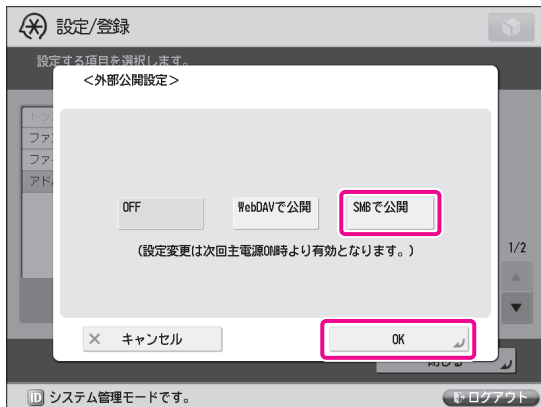 設定/登録
設定する項目を選択します。
<外部公開設定>
トッ
ファ
ファ
アド
OFF
WebDAVで公開
SMBで公開
(設定変更は次回主電源ON時より有効となります。)
1/2
× キャンセル
OK
閉じる
ID システム管理モードです。
ログアウト